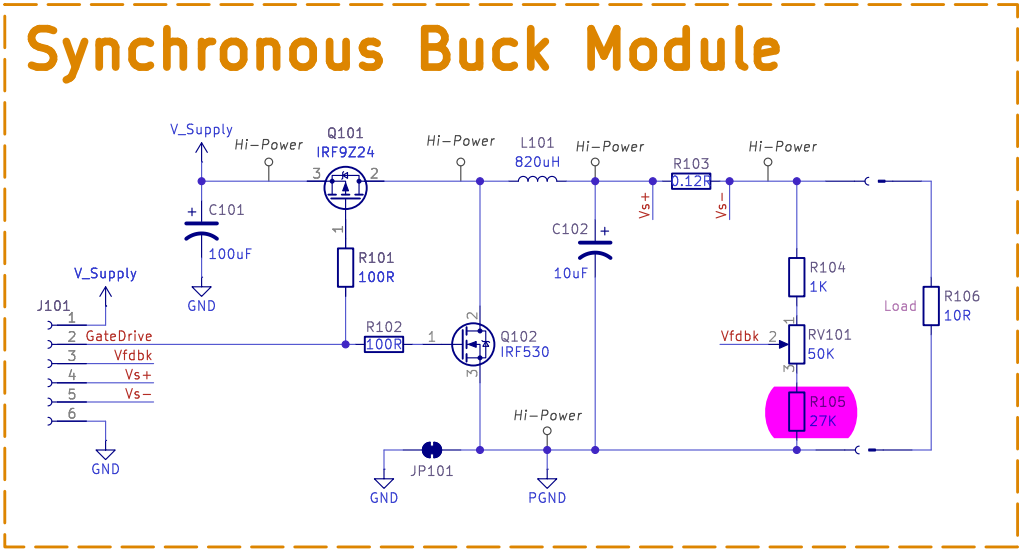 Synchronous Buck Module
V_Supply
Hi-Power
Q101
IRF9Z24
Hi-Power
L101
820uH
Hi-Power
R103
0.12R
Hi-Power
3
2
Vs+
Vs-
+
C101
100uF
GND
1
R101
100R
C102
+
10uF
R104
1K
V_Supply
J101
1
2
GateDrive
3
Vfdbk
4
Vs+
5
Vs-
6
GND
R102
100R
1
2
Q102
IRF530
3
Load
R106
10R
Vfdbk
2
1
RV101
50K
3
R105
27K
Hi-Power
JP101
GND
PGND